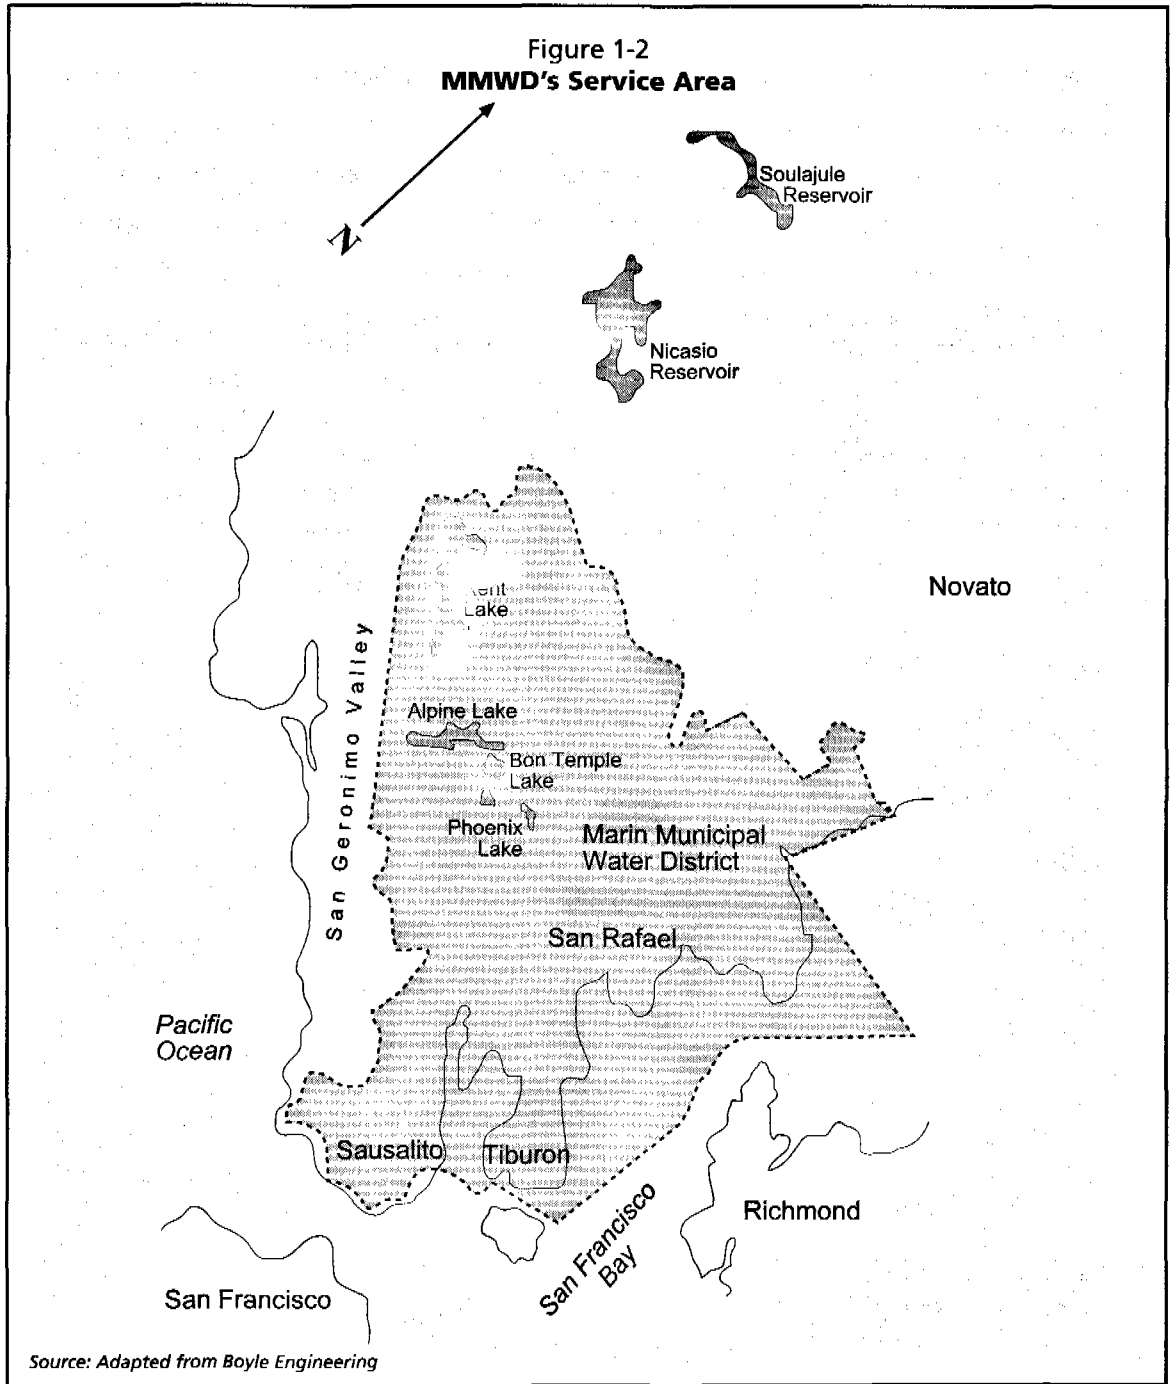 Figure 1-2
MMWD's Service Area
N
Soulajule
Reservoir
Nicasio
Reservoir
Novato
Lake
San Geronimo Valley
Alpine Lake
Bon Temple
Lake
Phoenix
Lake
Marin Municipal
Water District
San Rafael
Pacific
Ocean
Sausalito
Tiburon
San Francisco
Bay
Richmond
San Francisco
Source: Adapted from Boyle Engineering